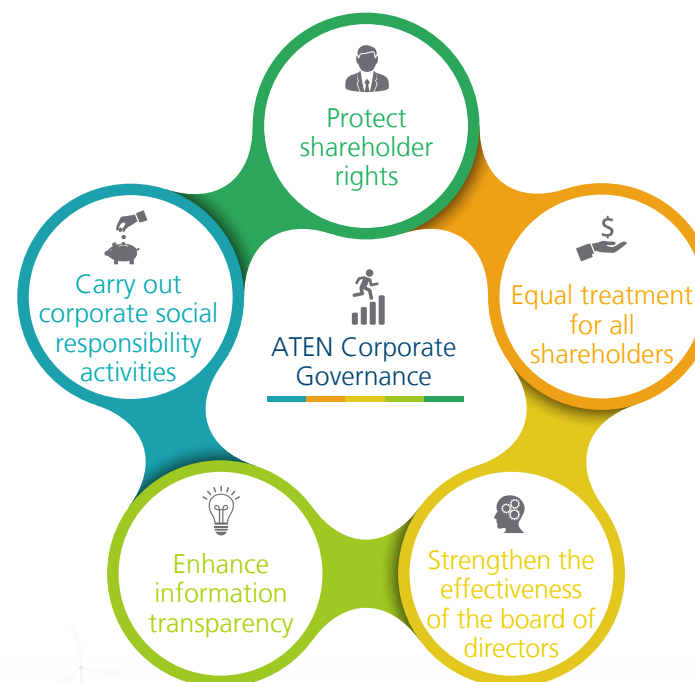 Protect
shareholder
rights
Equal treatment
for all
shareholders
Strengthen the
effectiveness
of the board of
directors
Enhance
information
transparency
Carry out
corporate social
responsibility
activities
ATEN Corporate
Governance
$